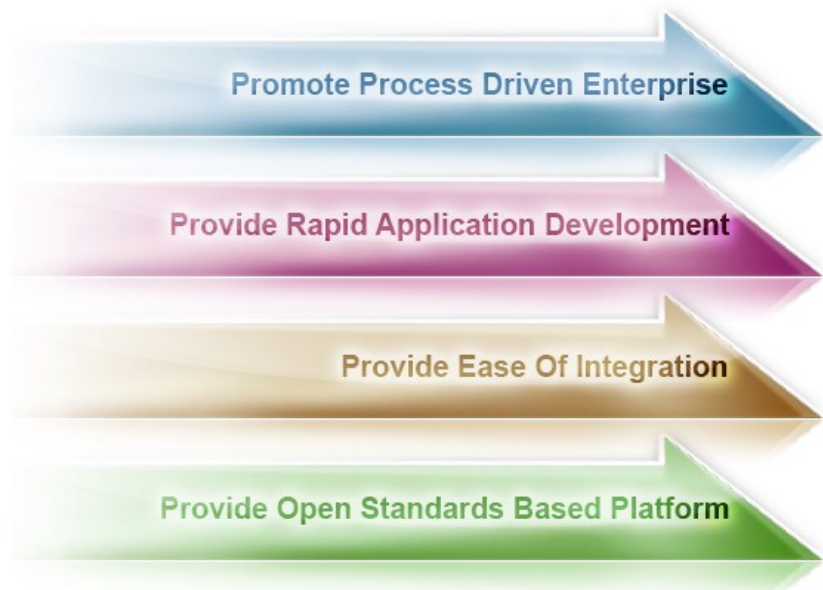 Promote Process Driven Enterprise
Provide Rapid Application Development
Provide Ease Of Integration
Provide Open Standards Based Platform